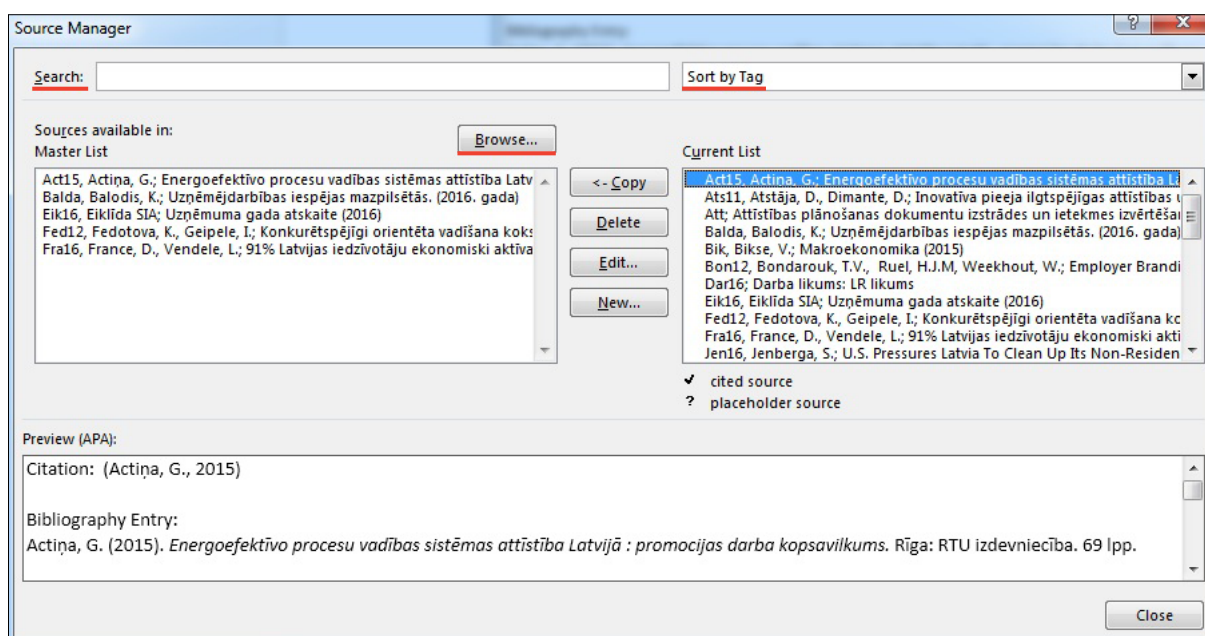 Source Manager
Search:
Sort by Tag
Sources available in:
Master List
Browse...
Current List
Act15, Actiņa, G.; Energoefektīvo procesu vadības sistēmas attīstība Latv
Balda, Balodis, K.; Uzņēmējdarbības iespējas mazpilsētās. (2016. gada)
Eik16, Eiklīda SIA; Uzņēmuma gada atskaite (2016)
Fed12, Fedotova, K., Geipele, I.; Konkurētspējīgi orientēta vadīšana koks
Fra16, France, D., Vendele, L.; 91% Latvijas iedzīvotāju ekonomiski aktīva
<- Copy
Delete
Edit...
New...
Act15, Actiņa, G.; Energoefektīvo procesu vadības sistēmas attīstība La
Ats11, Atstāja, D., Dimante, D.; Inovatīva pieeja ilgtspējīgas attīstības u
Att; Attīstības plānošanas dokumentu izstrādes un ietekmes izvērtēšan
Balda, Balodis, K.; Uzņēmējdarbības iespējas mazpilsētās. (2016. gada)
Bik, Bikse, V.; Makroekonomika (2015)
Bon12, Bondarouk, T.V., Ruel, H.J.M, Weekhout, W.; Employer Brandi
Dar16; Darba likums: LR likums
Eik16, Eiklīda SIA; Uzņēmuma gada atskaite (2016)
Fed12, Fedotova, K., Geipele, I.; Konkurētspējīgi orientēta vadīšana ko
Fra16, France, D., Vendele, L.; 91% Latvijas iedzīvotāju ekonomiski akti
Jen16, Jenberga, S.; U.S. Pressures Latvia To Clean Up Its Non-Residen
✓ cited source
? placeholder source
Preview (APA):
Citation: (Actiņa, G., 2015)
Bibliography Entry:
Actiņa, G. (2015). Energoefektīvo procesu vadības sistēmas attīstība Latvijā : promocijas darba kopsavilkums. Rīga: RTU izdevniecība. 69 lpp.
Close